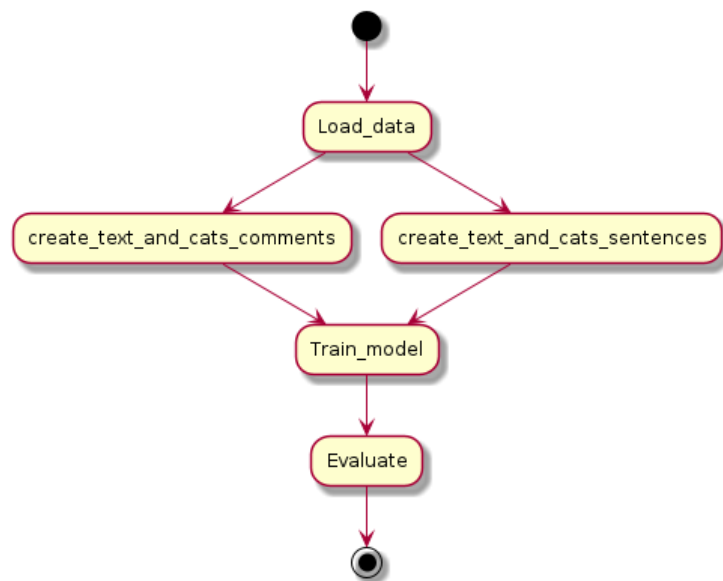 Load_data
create_text_and_cats_comments
create_text_and_cats_sentences
Train_model
Evaluate